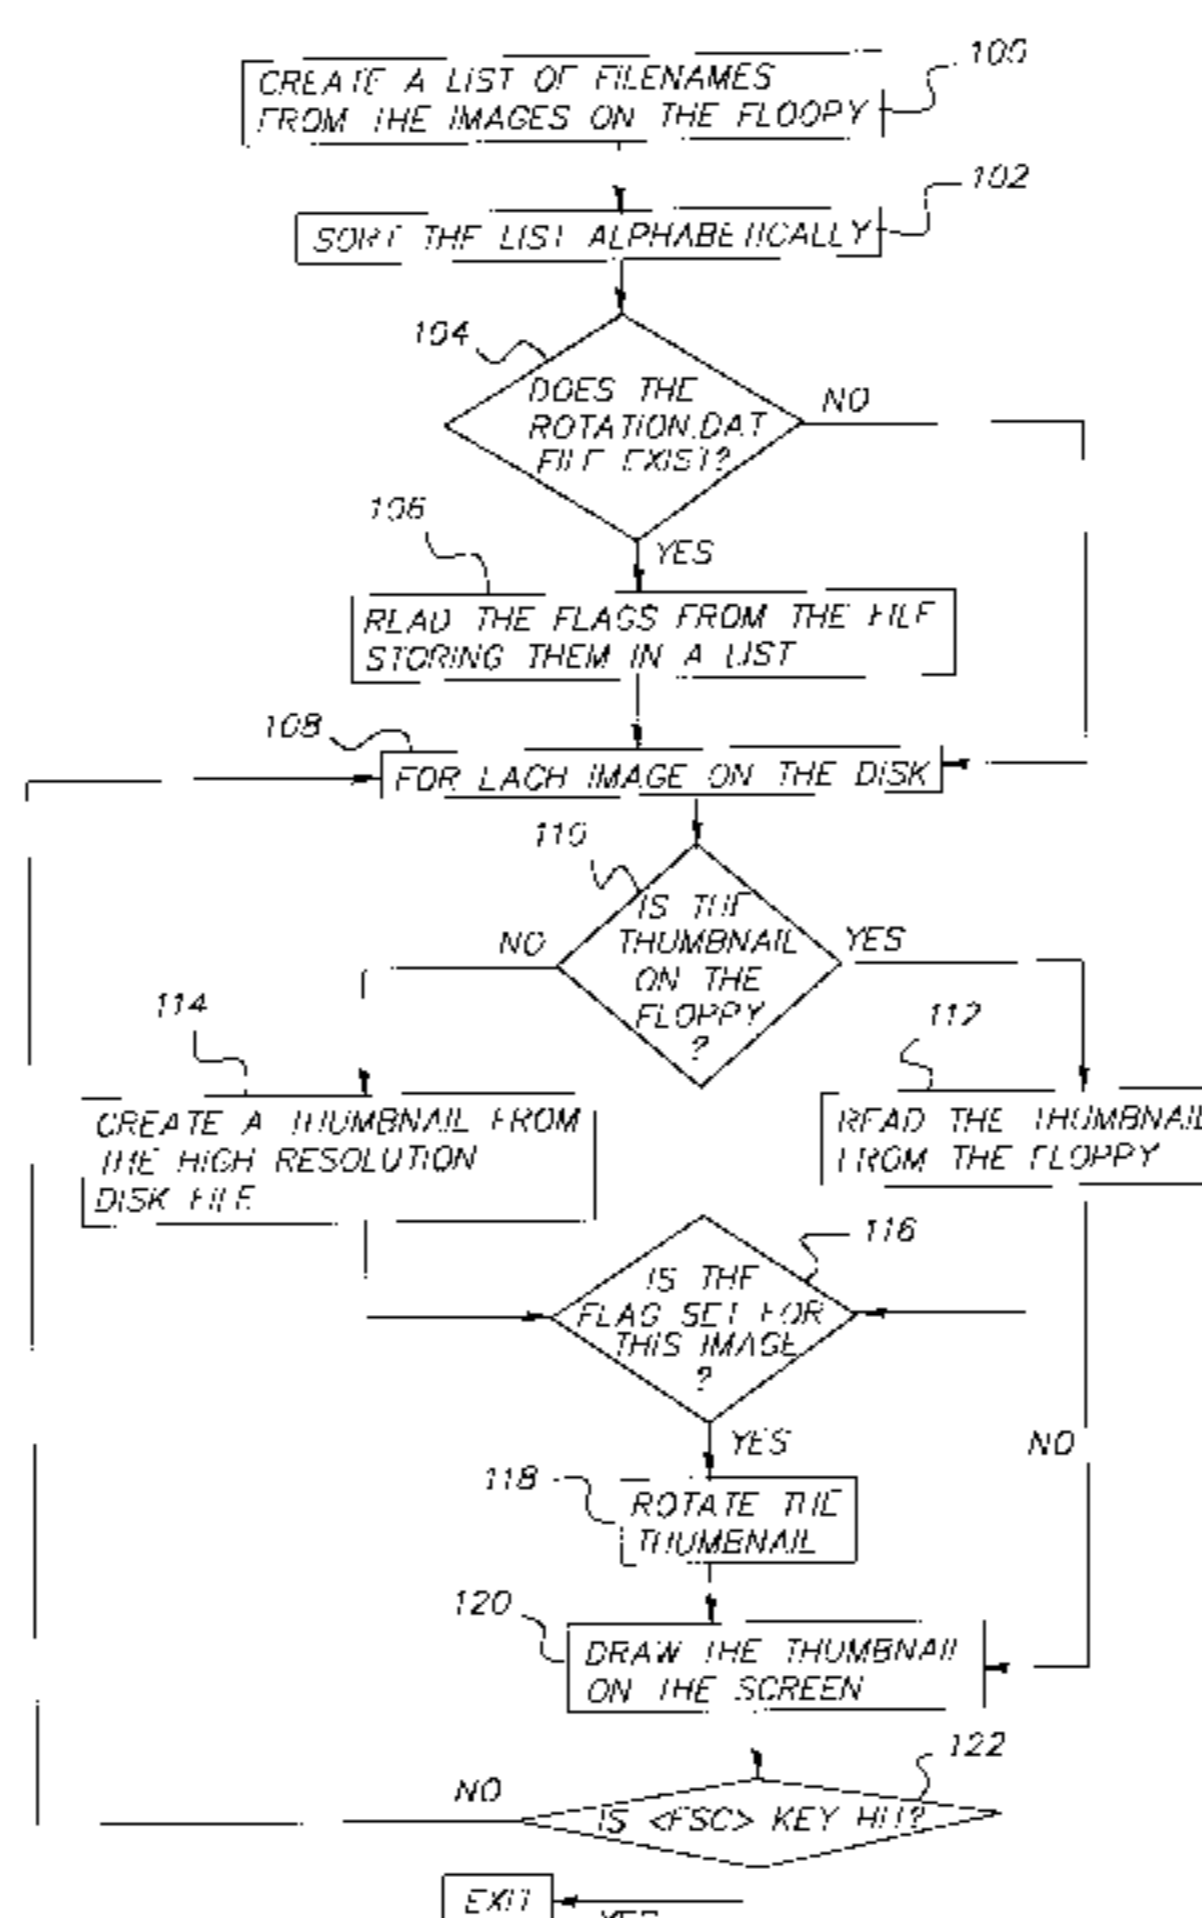 100
CREATE A LIST OF FILENAMES
FROM THE IMAGES ON THE FLOOPY
102
SORT THE LIST ALPHABETICALLY
104
DOES THE
ROTATION.DAT
FILE EXIST?
NO
YES
106
READ THE FLAGS FROM THE FILE
STORING THEM IN A LIST
108
FOR EACH IMAGE ON THE DISK
110
IS THE
THUMBNAIL
ON THE
FLOPPY
?
NO
YES
114
CREATE A THUMBNAIL FROM
THE HIGH RESOLUTION
DISK FILE
112
READ THE THUMBNAIL
FROM THE FLOPPY
116
IS THE
FLAG SET FOR
THIS IMAGE
?
YES
NO
118
ROTATE THE
THUMBNAIL
120
DRAW THE THUMBNAIL
ON THE SCREEN
122
NO
IS <ESC> KEY HIT?
EXIT
YES